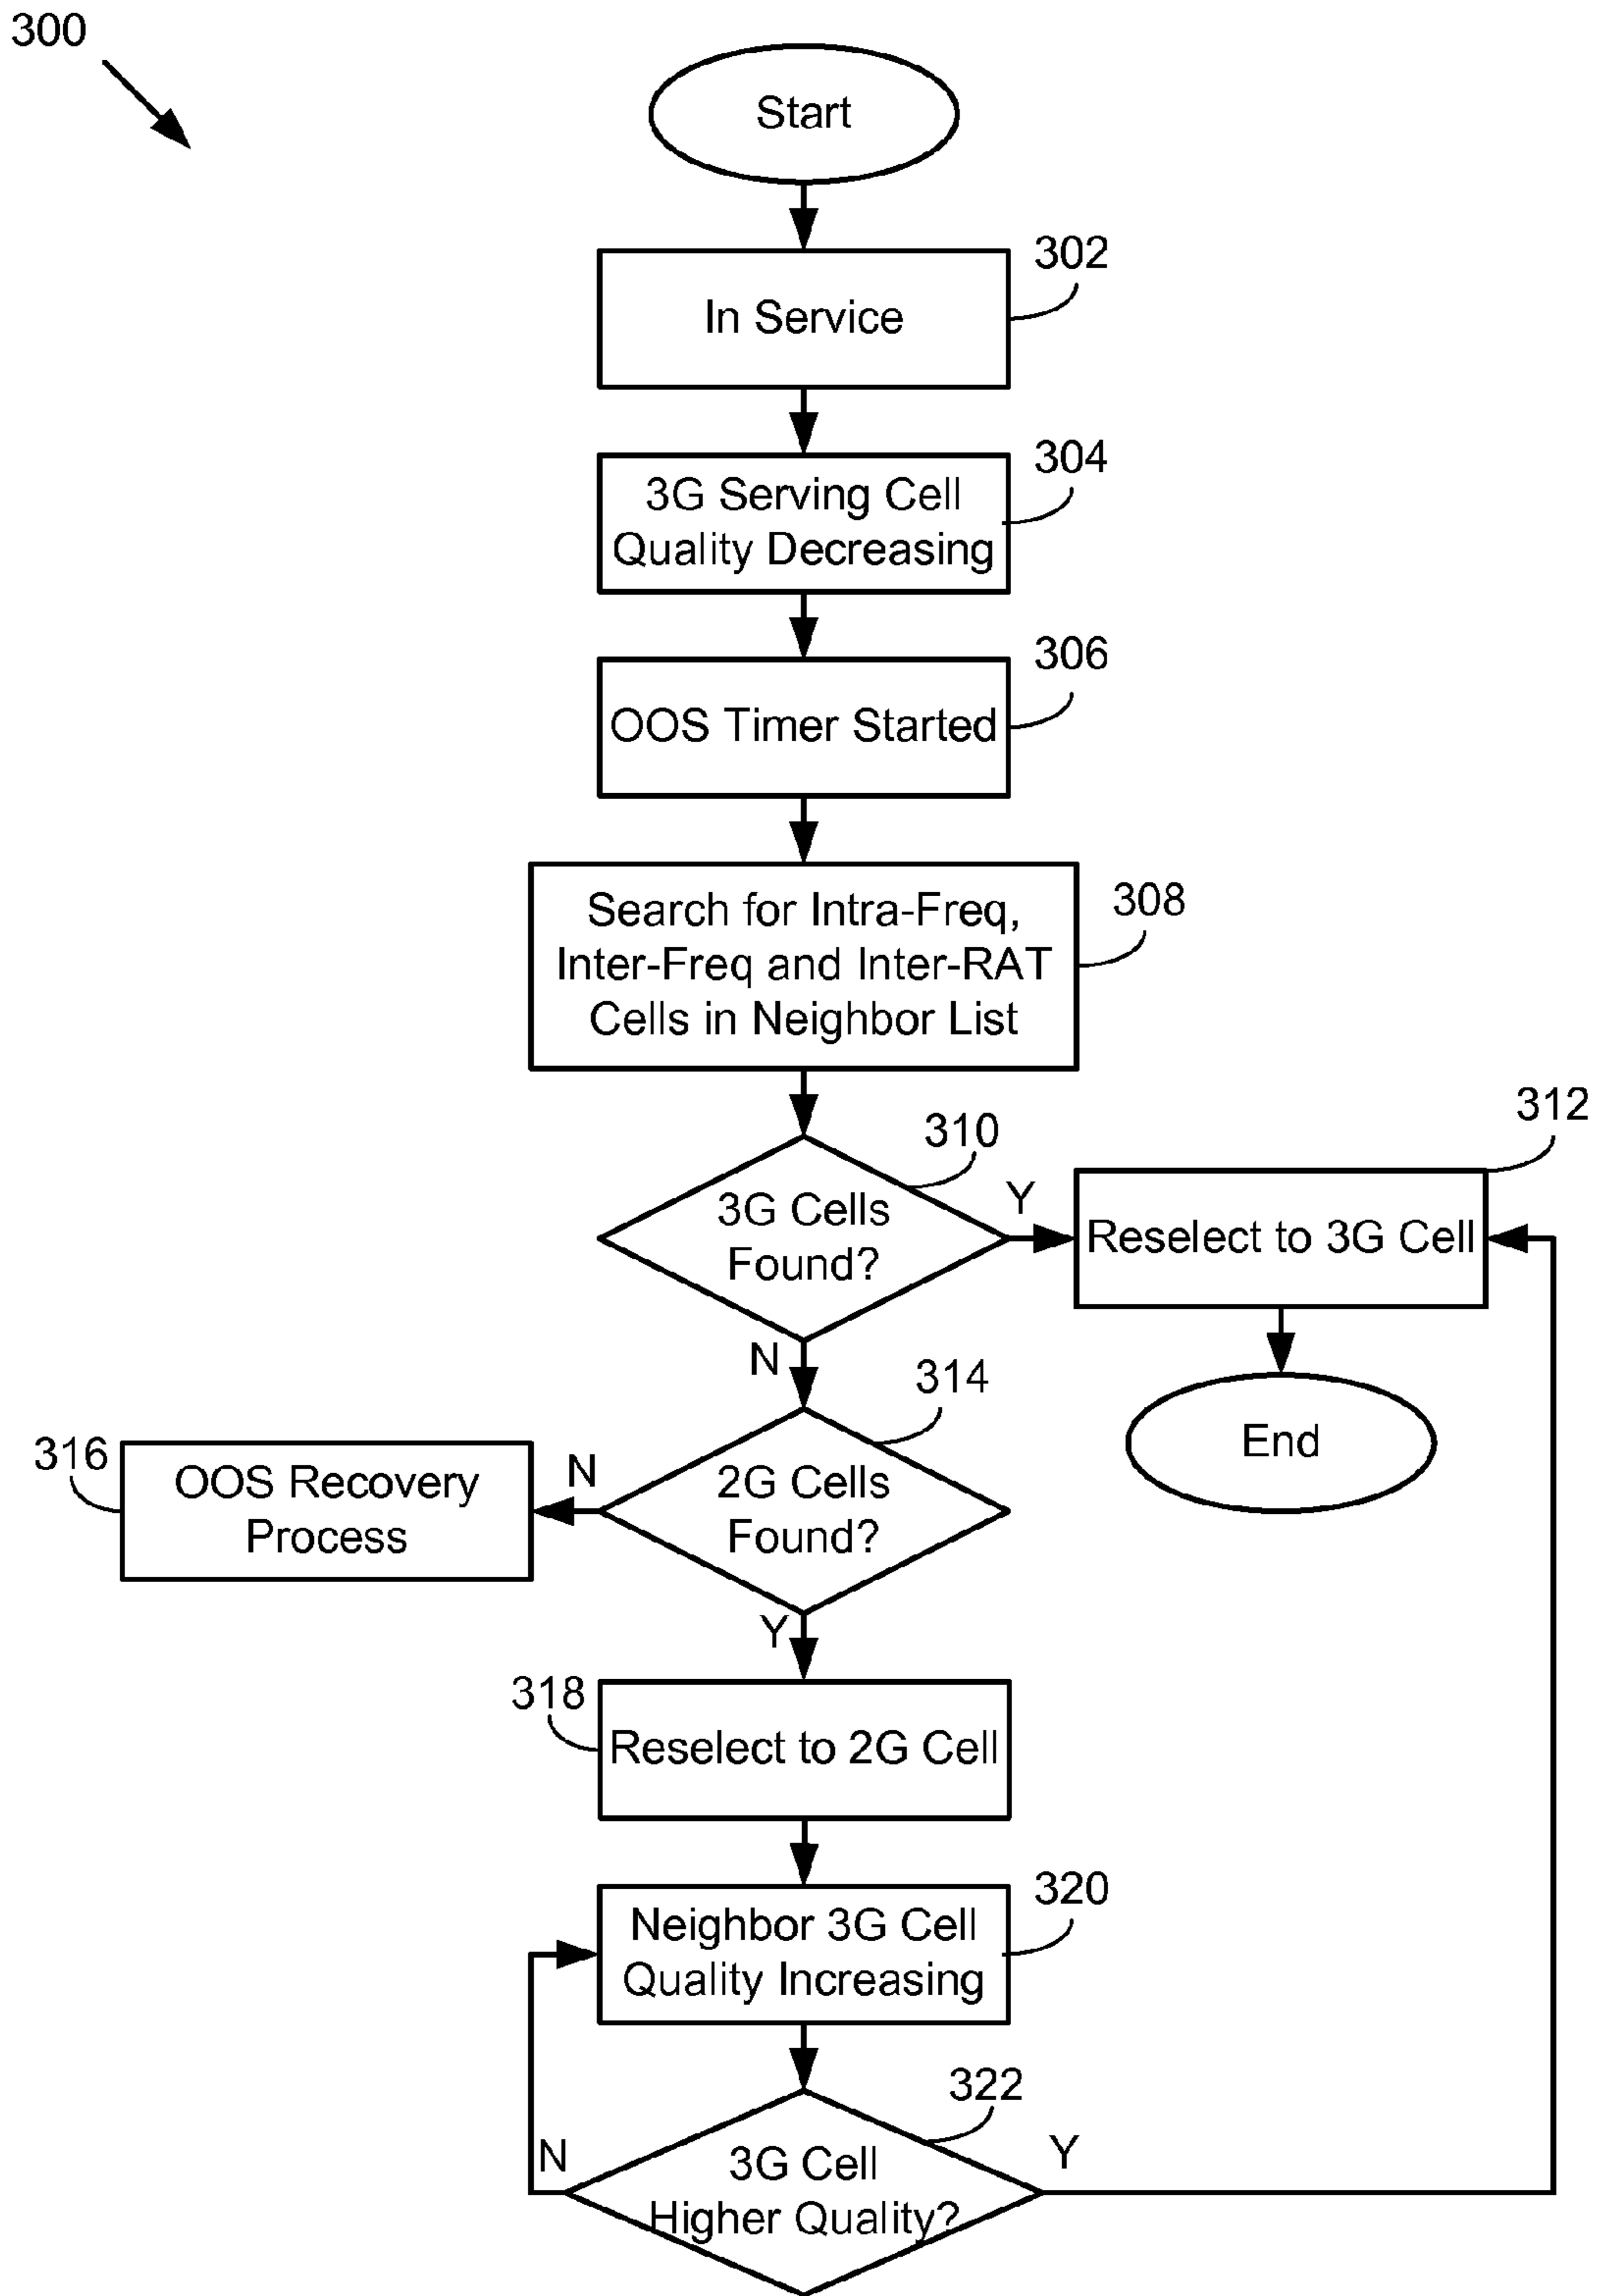 300
Start
302
In Service
304
3G Serving Cell
Quality Decreasing
306
OOS Timer Started
308
Search for Intra-Freq,
Inter-Freq and Inter-RAT
Cells in Neighbor List
310
3G Cells
Found?
Y
312
Reselect to 3G Cell
End
N
314
2G Cells
Found?
N
316
OOS Recovery
Process
Y
318
Reselect to 2G Cell
320
Neighbor 3G Cell
Quality Increasing
322
3G Cell
Higher Quality?
N
Y